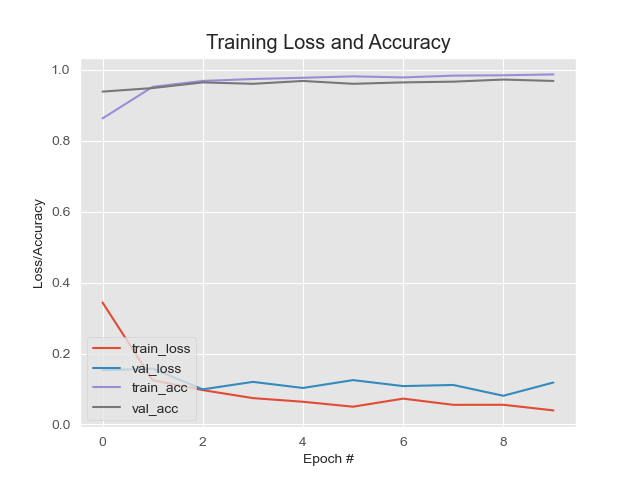 Training Loss and Accuracy
1.0
0.8
0.6
0.4
0.2
0.0
Loss/Accuracy
train_loss
val_loss
train_acc
val_acc
0 2 4 6 8
Epoch #